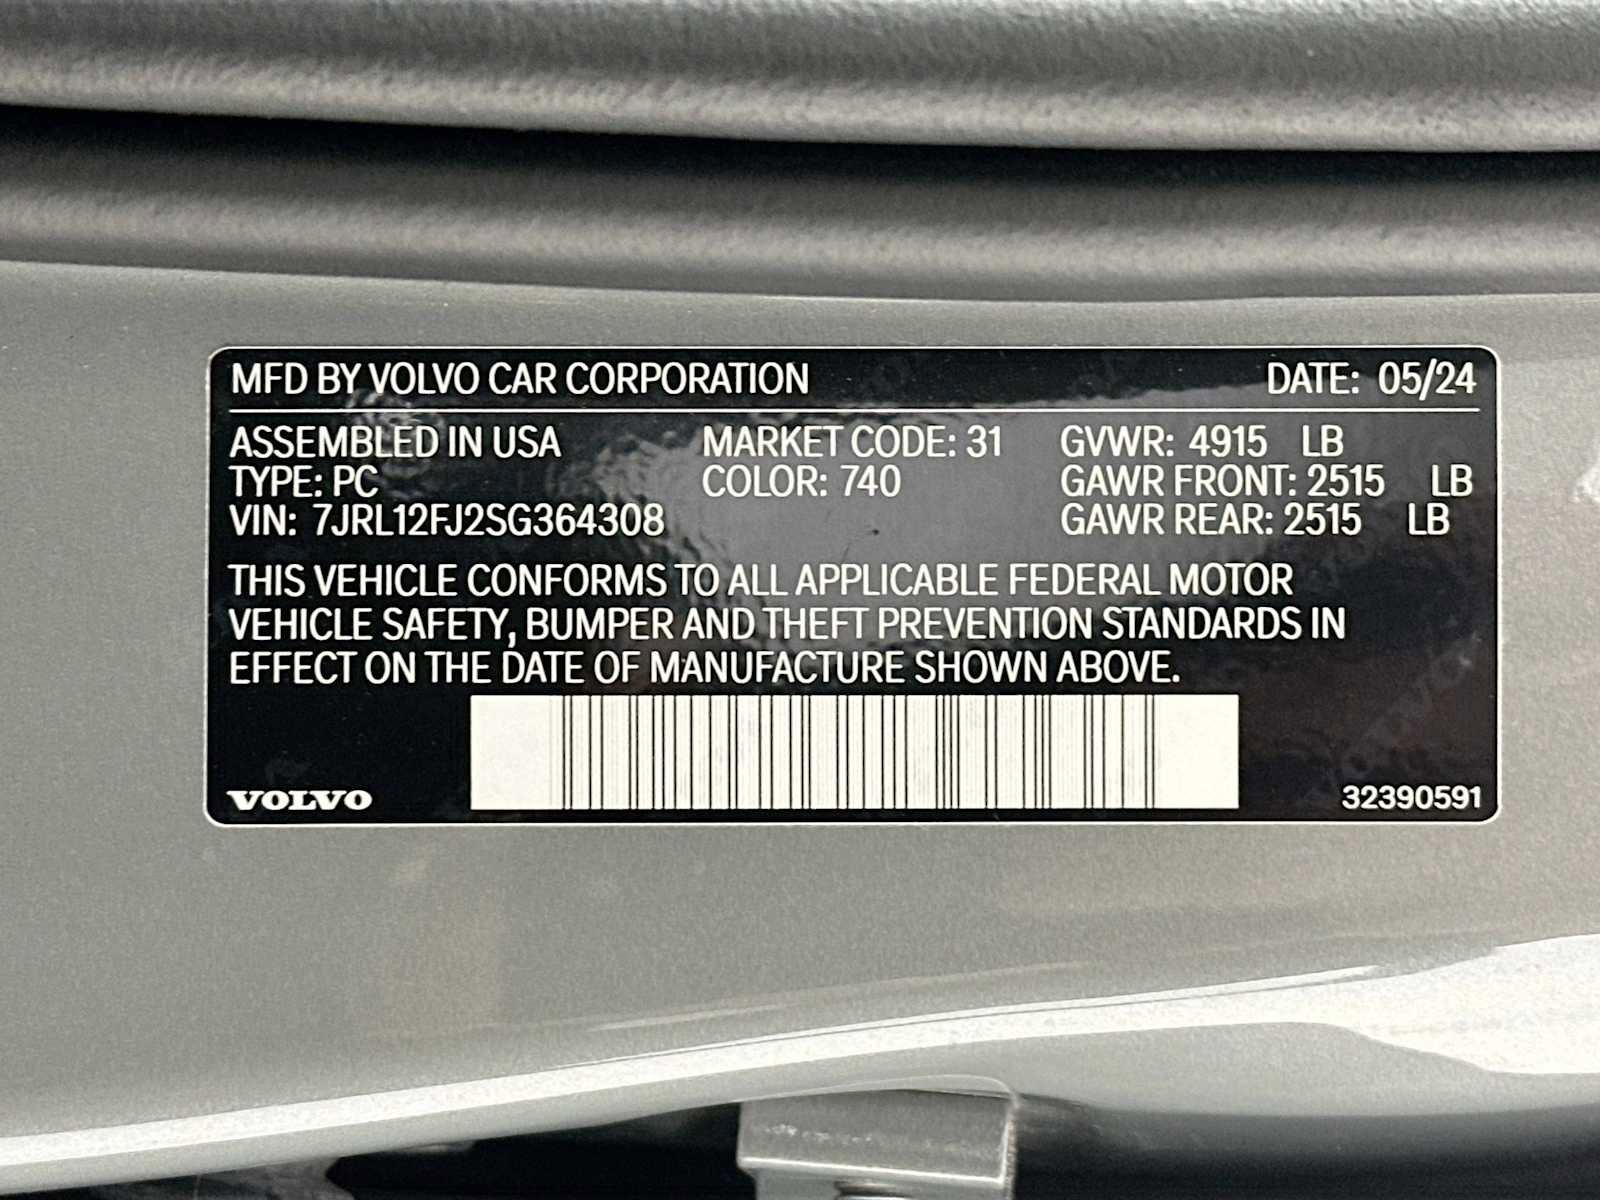 MFD BY VOLVO CAR CORPORATION DATE: 05/24
ASSEMBLED IN USA MARKET CODE: 31 GVWR: 4915 LB
TYPE: PC COLOR: 740 GAWR FRONT: 2515 LB
VIN: 7JRL12FJ2SG364308 GAWR REAR: 2515 LB
THIS VEHICLE CONFORMS TO ALL APPLICABLE FEDERAL MOTOR
VEHICLE SAFETY, BUMPER AND THEFT PREVENTION STANDARDS IN
EFFECT ON THE DATE OF MANUFACTURE SHOWN ABOVE.
VOLVO 32390591